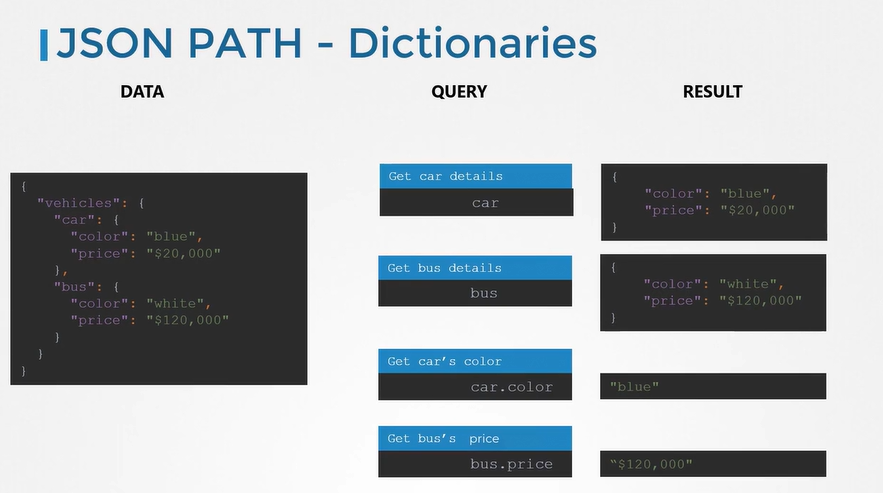 JSON PATH - Dictionaries
DATA
QUERY
RESULT
{
  "vehicles": {
    "car": {
      "color": "blue",
      "price": "$20,000"
    },
    "bus": {
      "color": "white",
      "price": "$120,000"
    }
  }
}
Get car details
car
{
    "color": "blue",
    "price": "$20,000"
}
Get bus details
bus
{
    "color": "white",
    "price": "$120,000"
}
Get car’s color
car.color
"blue"
Get bus’s price
bus.price
“$120,000"